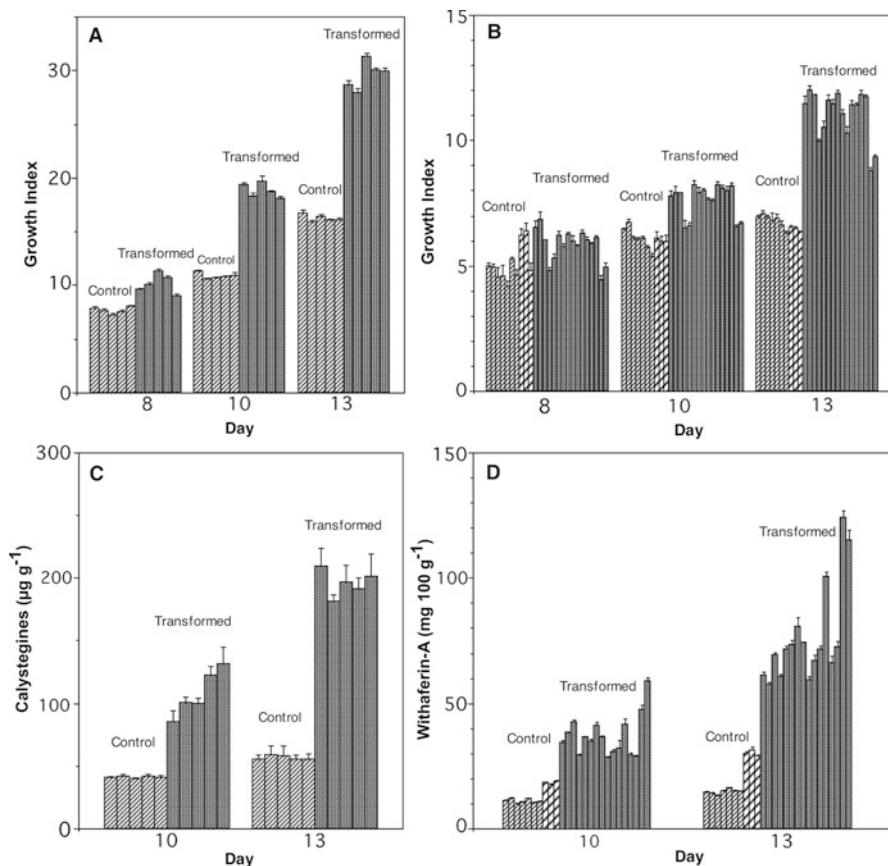 A
Transformed
Transformed
Control
Transformed
Control
Control
Growth Index
0
10
20
30
8
10
13
Day
B
Transformed
Transformed
Control
Transformed
Control
Control
Growth Index
0
5
10
15
8
10
13
Day
C
Transformed
Transformed
Control
Control
Calystegines (µg g⁻¹)
0
100
200
300
10
13
Day
D
Transformed
Transformed
Control
Control
Withaferin-A (mg 100 g⁻¹)
0
50
100
150
10
13
Day